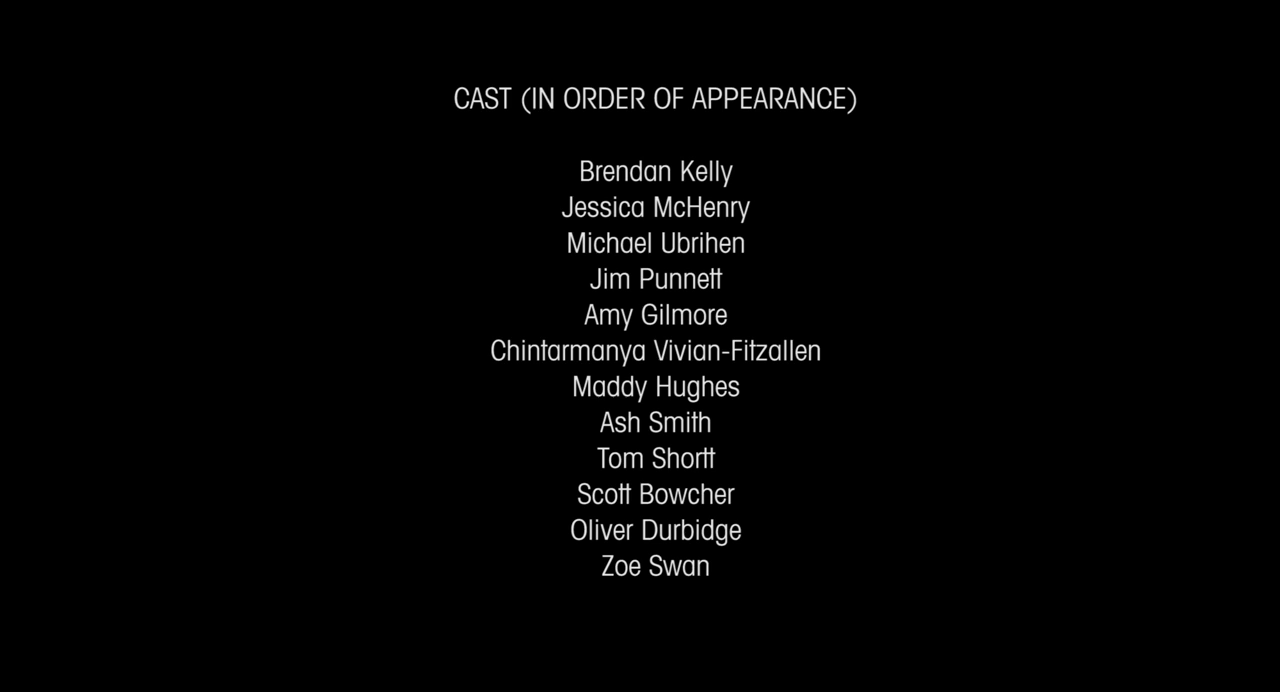 CAST (IN ORDER OF APPEARANCE)
Brendan Kelly
Jessica McHenry
Michael Ubrihen
Jim Punnett
Amy Gilmore
Chintarmanya Vivian-Fitzallen
Maddy Hughes
Ash Smith
Tom Shortt
Scott Bowcher
Oliver Durbidge
Zoe Swan